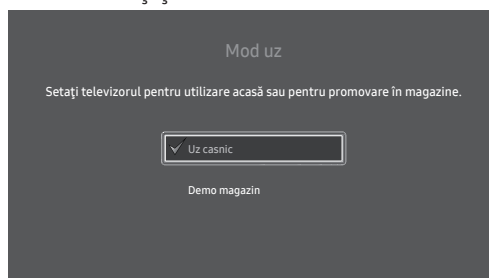 Mod uz
Setaţi televizorul pentru utilizare acasă sau pentru promovare în magazine.
Uz casnic
Demo magazin